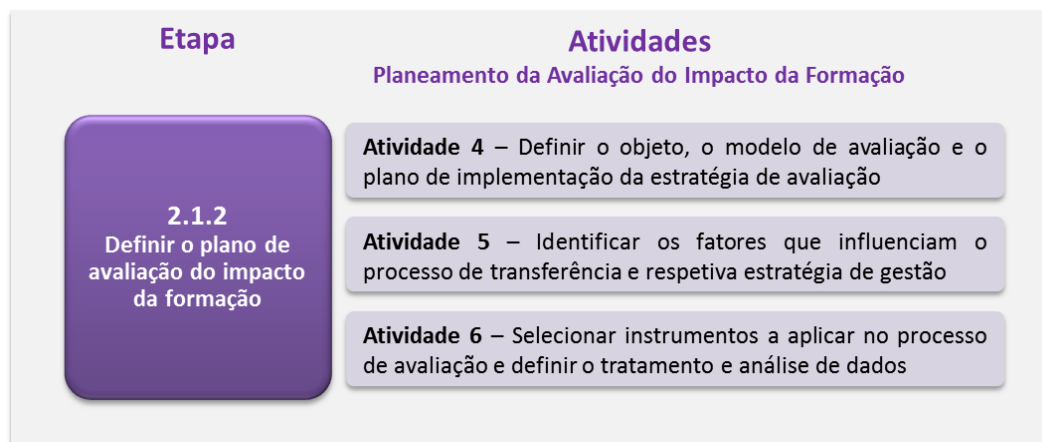 Etapa
Atividades
Planeamento da Avaliação do Impacto da Formação
2.1.2
Definir o plano de
avaliação do impacto
da formação
Atividade 4 – Definir o objeto, o modelo de avaliação e o
plano de implementação da estratégia de avaliação
Atividade 5 – Identificar os fatores que influenciam o
processo de transferência e respetiva estratégia de gestão
Atividade 6 – Selecionar instrumentos a aplicar no processo
de avaliação e definir o tratamento e análise de dados